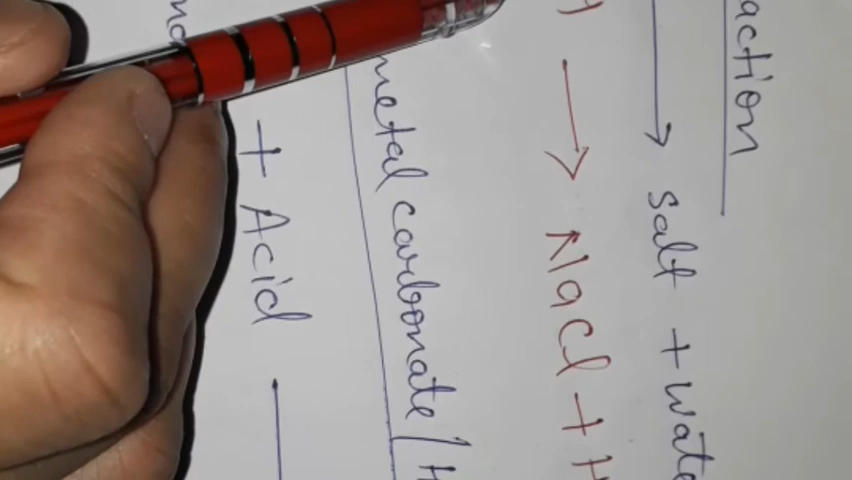 action
→ salt + wate
→ NaCl + H
metal carbonate / H
+ Acid —